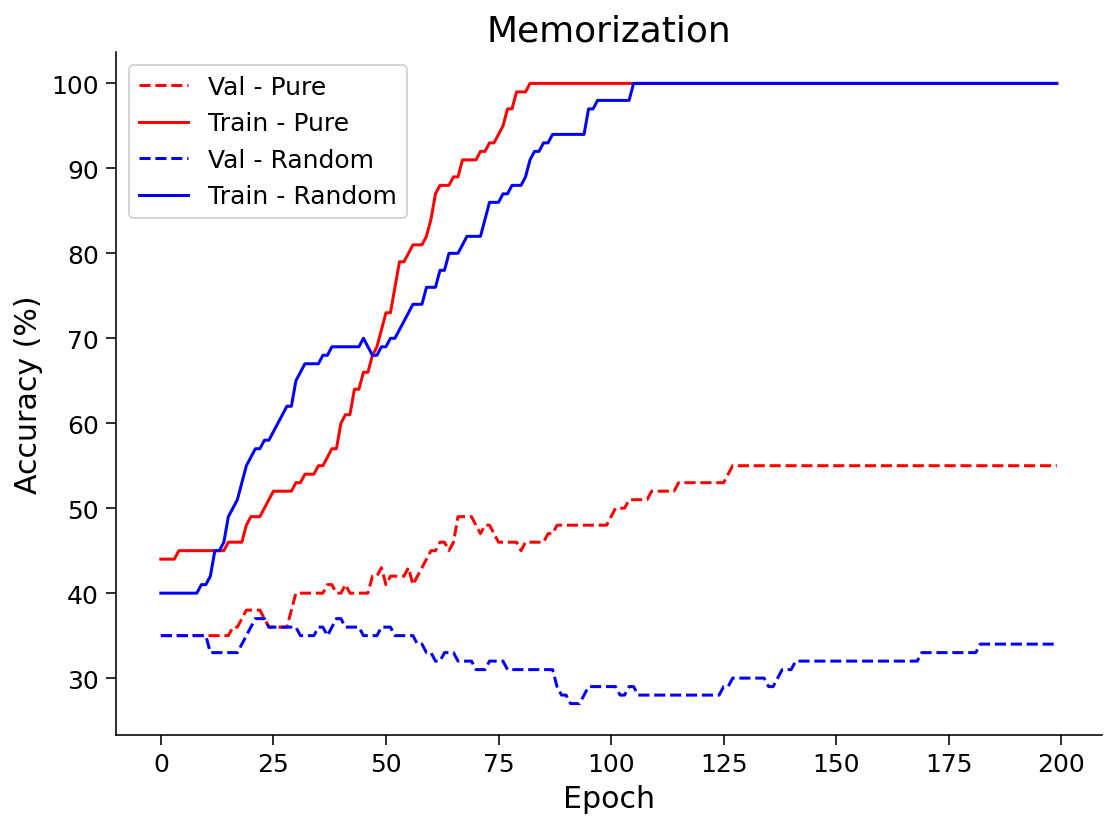 Memorization
Val - Pure
Train - Pure
Val - Random
Train - Random
Accuracy (%)
100
90
80
70
60
50
40
30
0 25 50 75 100 125 150 175 200
Epoch